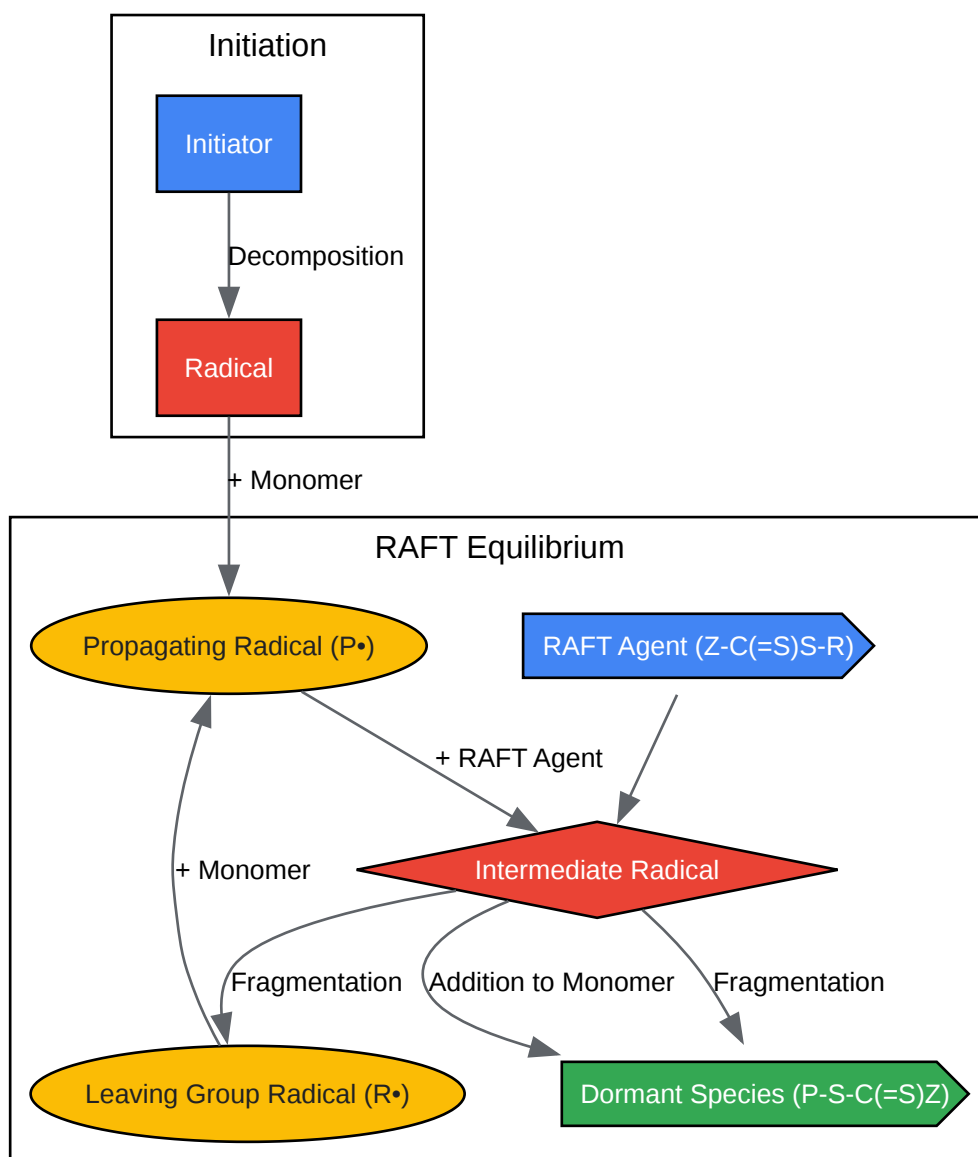 Initiation
Initiator
Decomposition
Radical
+ Monomer
RAFT Equilibrium
Propagating Radical (P•)
RAFT Agent (Z-C(=S)S-R)
+ RAFT Agent
+ Monomer
Intermediate Radical
Fragmentation
Addition to Monomer
Fragmentation
Leaving Group Radical (R•)
Dormant Species (P-S-C(=S)Z)